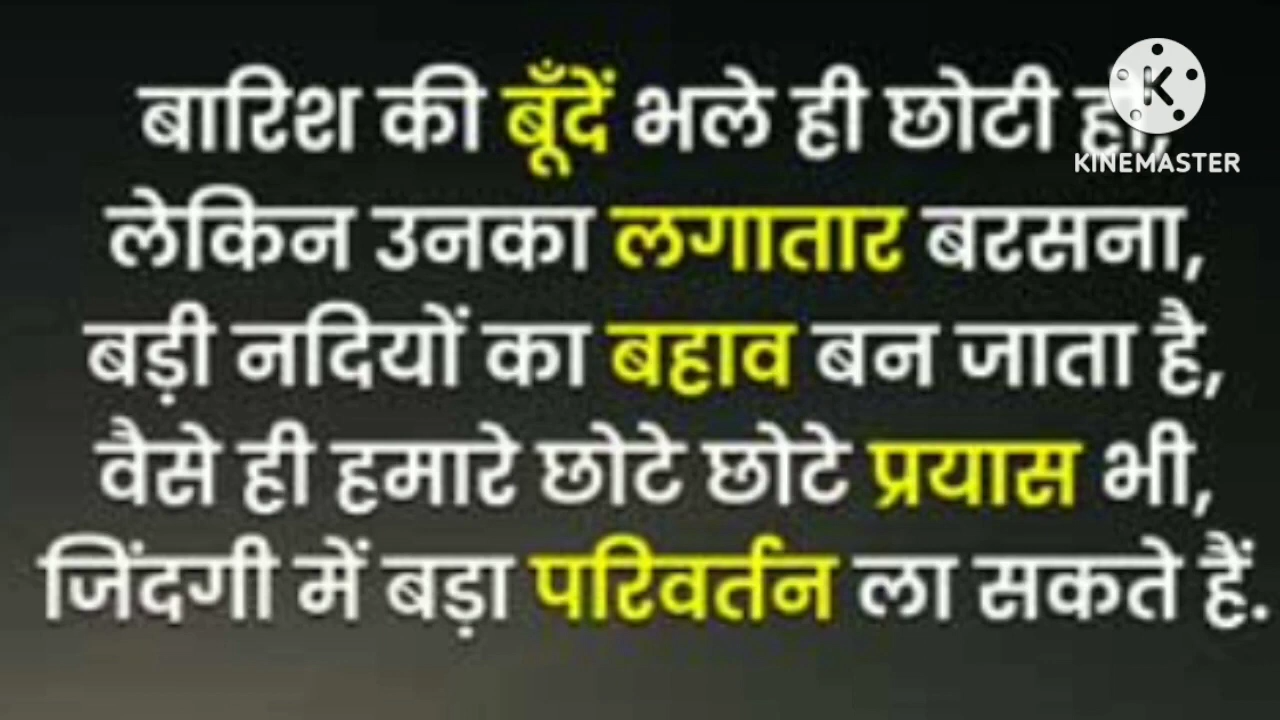 बारिश की बूँदें भले ही छोटी
KINEMASTER
लेकिन उनका लगातार बरसना,
बड़ी नदियों का बहाव बन जाता है,
वैसे ही हमारे छोटे छोटे प्रयास भी,
जिंदगी में बड़ा परिवर्तन ला सकते हैं.